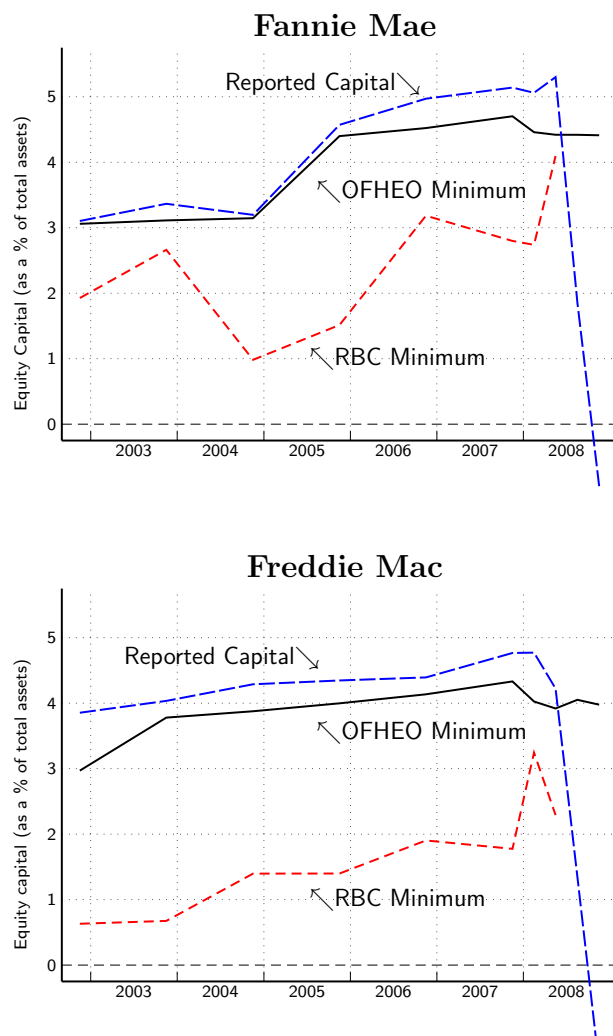 Fannie Mae
Reported Capital
OFHEO Minimum
RBC Minimum
Equity Capital (as a % of total assets)
5
4
3
2
1
0
2003 2004 2005 2006 2007 2008
Freddie Mac
Reported Capital
OFHEO Minimum
RBC Minimum
Equity capital (as a % of total assets)
5
4
3
2
1
0
2003 2004 2005 2006 2007 2008